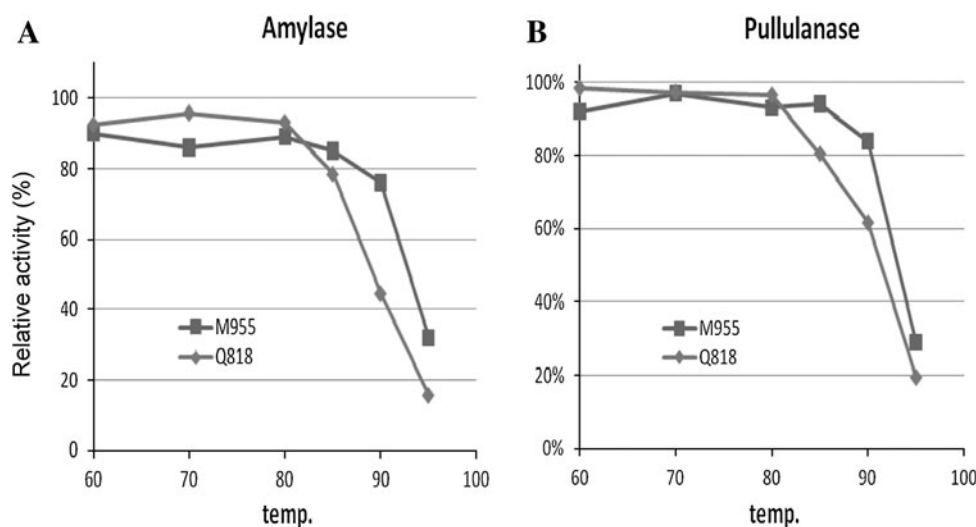 A
Amylase
Relative activity (%)
100
80
60
40
20
0
M955
Q818
60 70 80 90 100
temp.
B
Pullulanase
100%
80%
60%
40%
20%
0%
M955
Q818
60 70 80 90 100
temp.